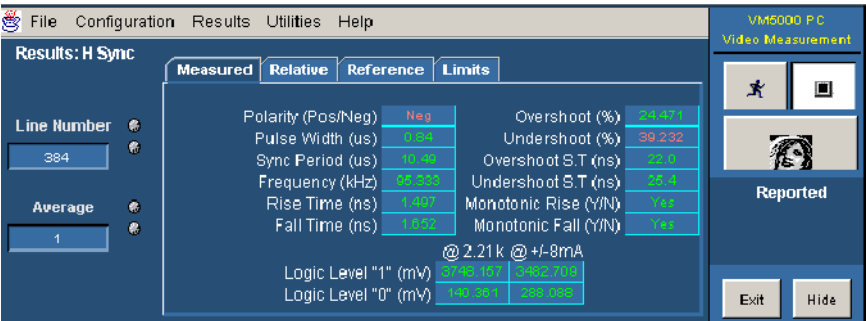 File Configuration Results Utilities Help
VM5000 PC
Video Measurement
Results: H Sync
Measured Relative Reference Limits
Line Number
384
Average
1
Polarity (Pos/Neg) Neg Overshoot (%) 24.471
Pulse Width (us) 0.84 Undershoot (%) 39.232
Sync Period (us) 10.49 Overshoot S.T (ns) 22.0
Frequency (kHz) 95.333 Undershoot S.T (ns) 25.4
Rise Time (ns) 1.497 Monotonic Rise (Y/N) Yes
Fall Time (ns) 1.652 Monotonic Fall (Y/N) Yes
@ 2.21k @ +/-8mA
Logic Level "1" (mV) 3748.157 3482.709
Logic Level "0" (mV) 140.361 288.088
Reported
Exit Hide